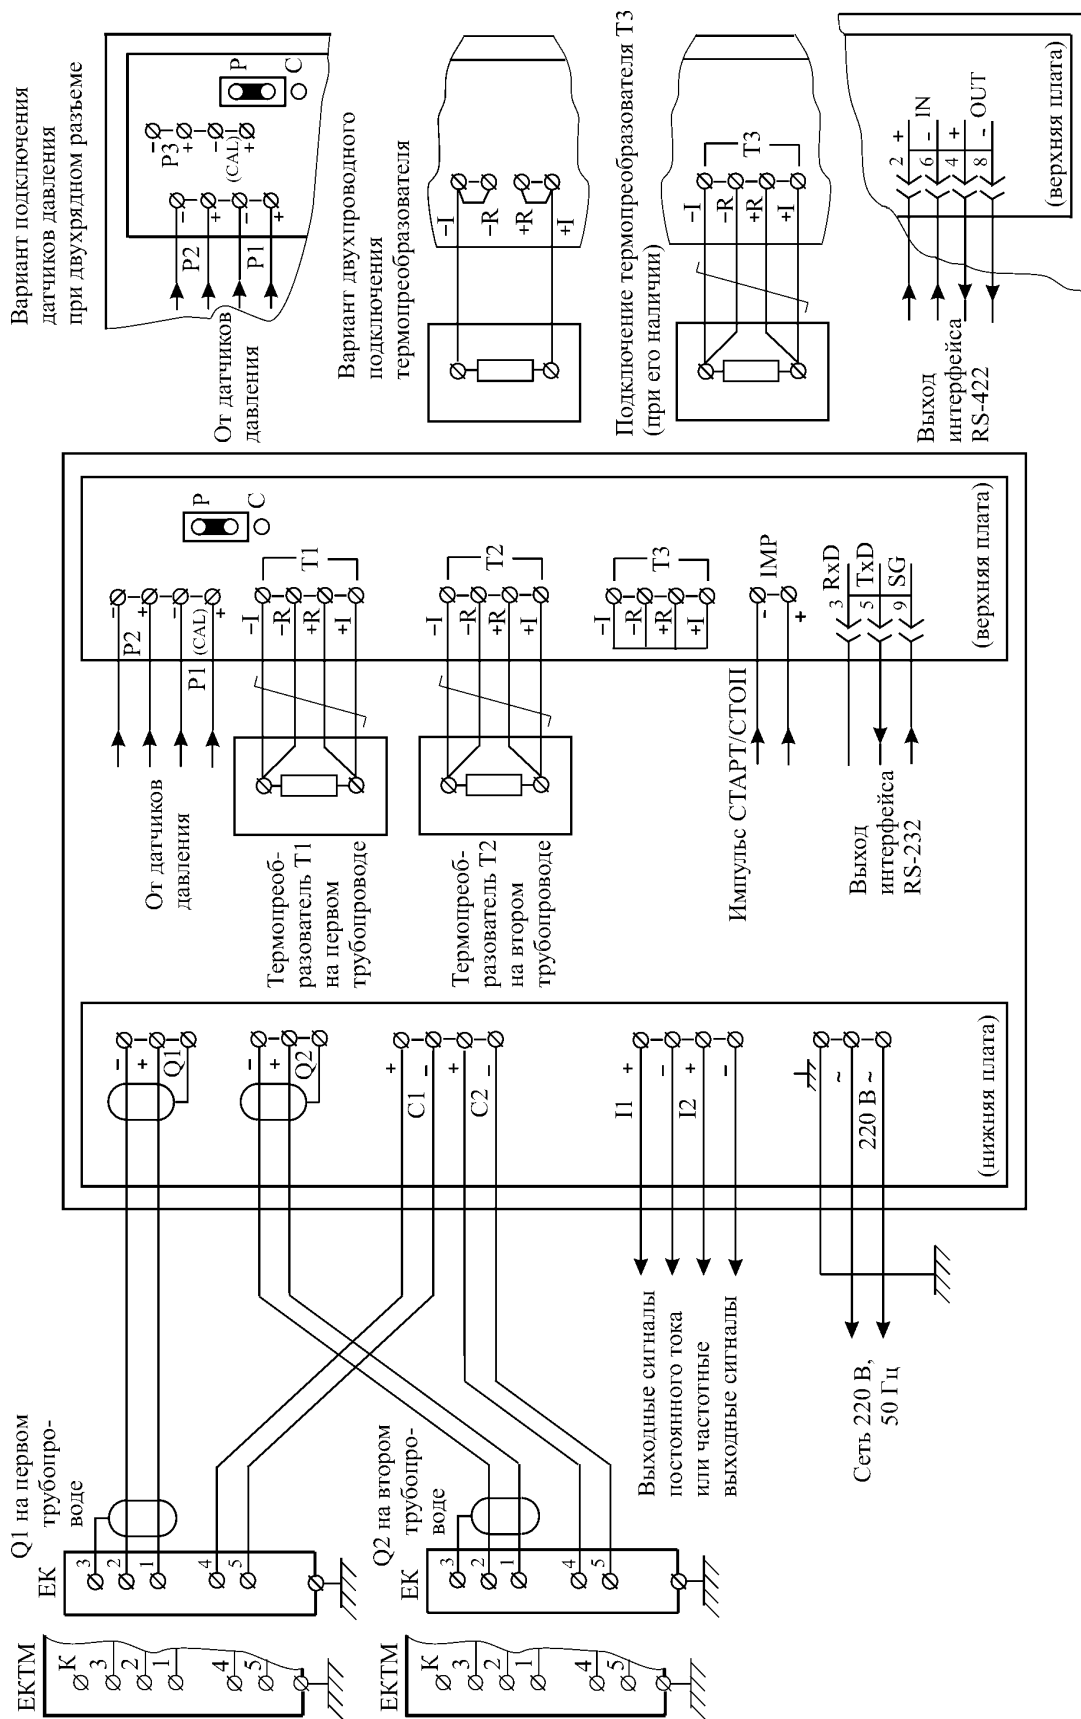 Вариант подключения
датчиков давления
при двухрядном разъеме
P
C
-
P3
+
-
(CAL)
+
-
P2
+
-
P1
+
От датчиков
давления
Вариант двухпроводного
подключения
термопреобразователя
-I
-R
+R
+I
Подключение термопреобразователя T3
(при его наличии)
T3
-I
-R
+R
+I
2 +
6 - IN
4 +
8 - OUT
(верхняя плата)
Выход
интерфейса
RS-422
P
C
-
P2
+
-
P1 (CAL)
+
От датчиков
давления
T1
-I
-R
+R
+I
Термопреоб-
разователь T1
на первом
трубопроводе
T2
-I
-R
+R
+I
Термопреоб-
разователь T2
на втором
трубопроводе
T3
-I
-R
+R
+I
IMP
-
+
Импульс СТАРТ/СТОП
3 RxD
5 TxD
9 SG
(верхняя плата)
Выход
интерфейса
RS-232
-
+
Q1
-
+
Q2
+
C1
-
+
C2
-
I1 +
-
I2 +
-
~
220 В ~
(нижняя плата)
Выходные сигналы
постоянного тока
или частотные
выходные сигналы
Сеть 220 В,
50 Гц
Q1 на первом
трубопро-
воде
ЕК
3
2
1
4
5
Q2 на втором
трубопро-
воде
ЕК
3
2
1
4
5
ЕКТМ
К
3
2
1
4
5
ЕКТМ
К
3
2
1
4
5